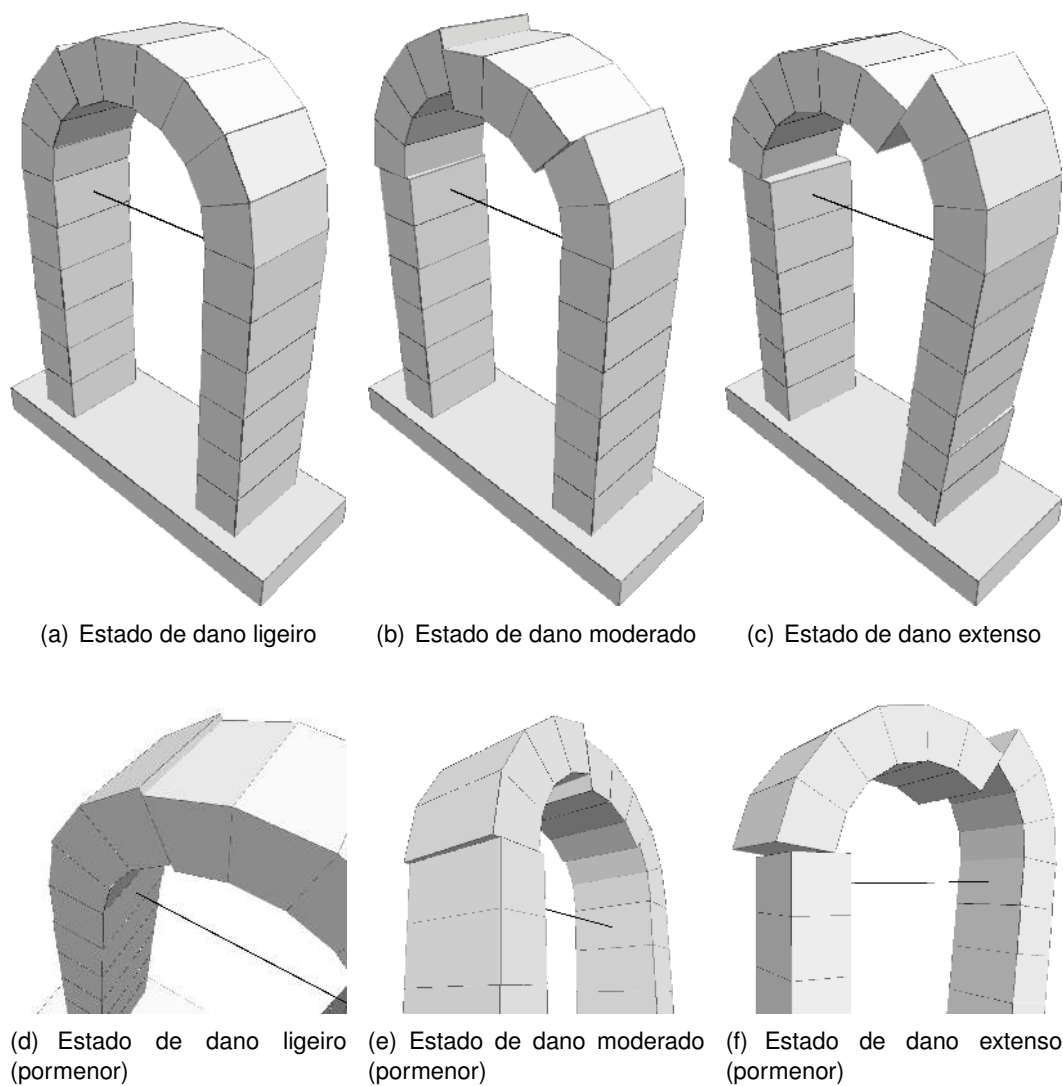 (a) Estado de dano ligeiro
(b) Estado de dano moderado
(c) Estado de dano extenso
(d) Estado de dano ligeiro
(pormenor)
(e) Estado de dano moderado
(pormenor)
(f) Estado de dano extenso
(pormenor)